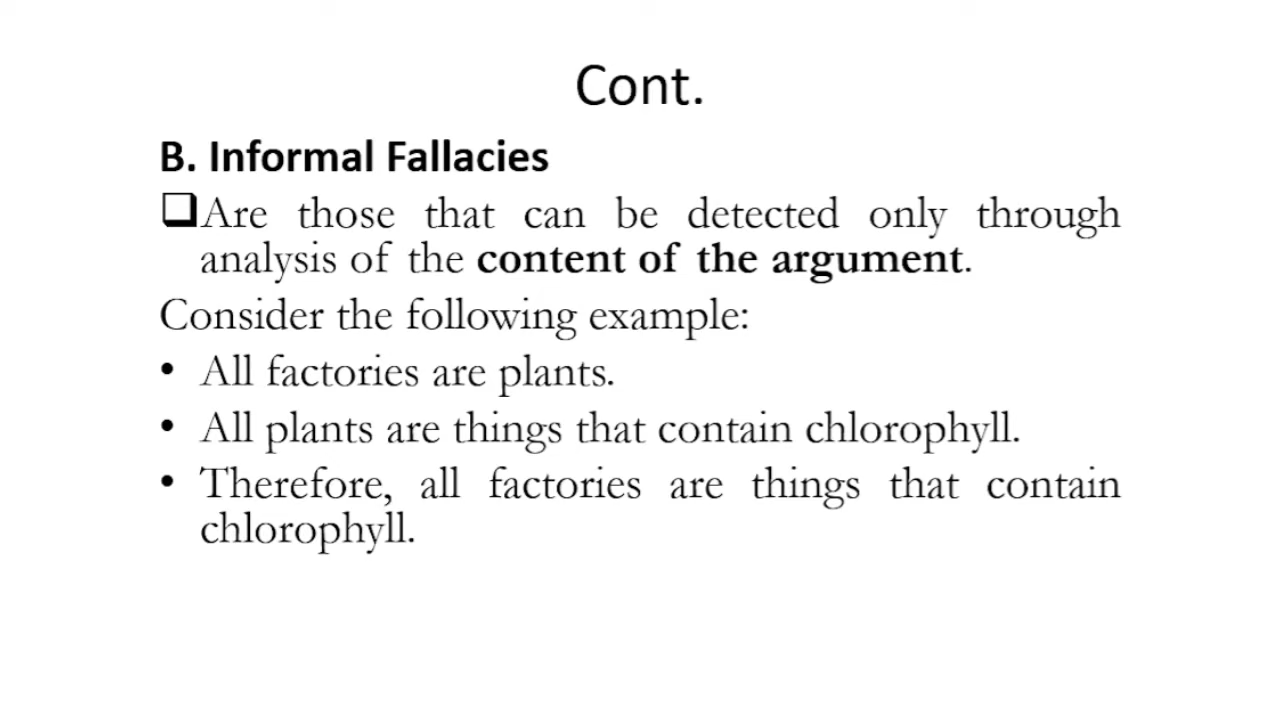 Cont.
B. Informal Fallacies
❑Are those that can be detected only through
analysis of the content of the argument.
Consider the following example:
• All factories are plants.
• All plants are things that contain chlorophyll.
• Therefore, all factories are things that contain
chlorophyll.